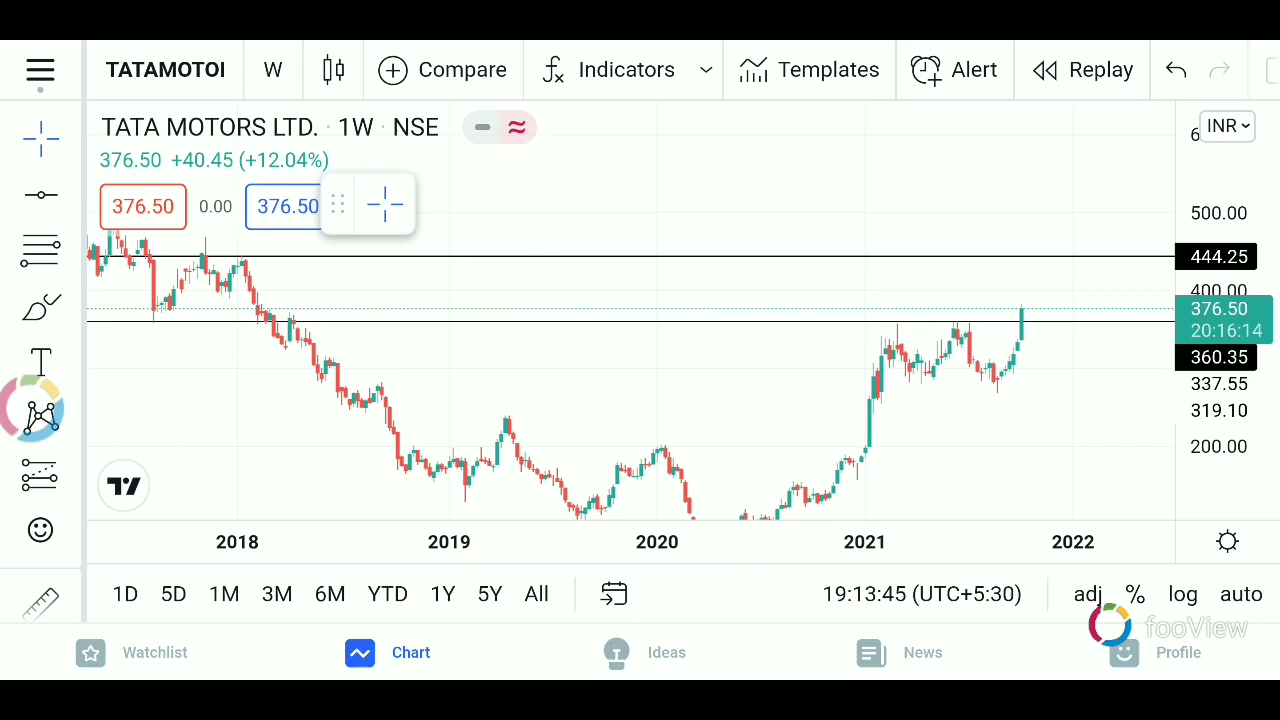 TATAMOTOI W Compare fx Indicators Templates Alert Replay
TATA MOTORS LTD. · 1W · NSE
INR
376.50 +40.45 (+12.04%)
376.50 0.00 376.50
500.00
444.25
400.00
376.50
20:16:14
360.35
337.55
319.10
200.00
T
2018 2019 2020 2021 2022
1D 5D 1M 3M 6M YTD 1Y 5Y All 19:13:45 (UTC+5:30) adj % log auto
fooView
Watchlist Chart Ideas News Profile